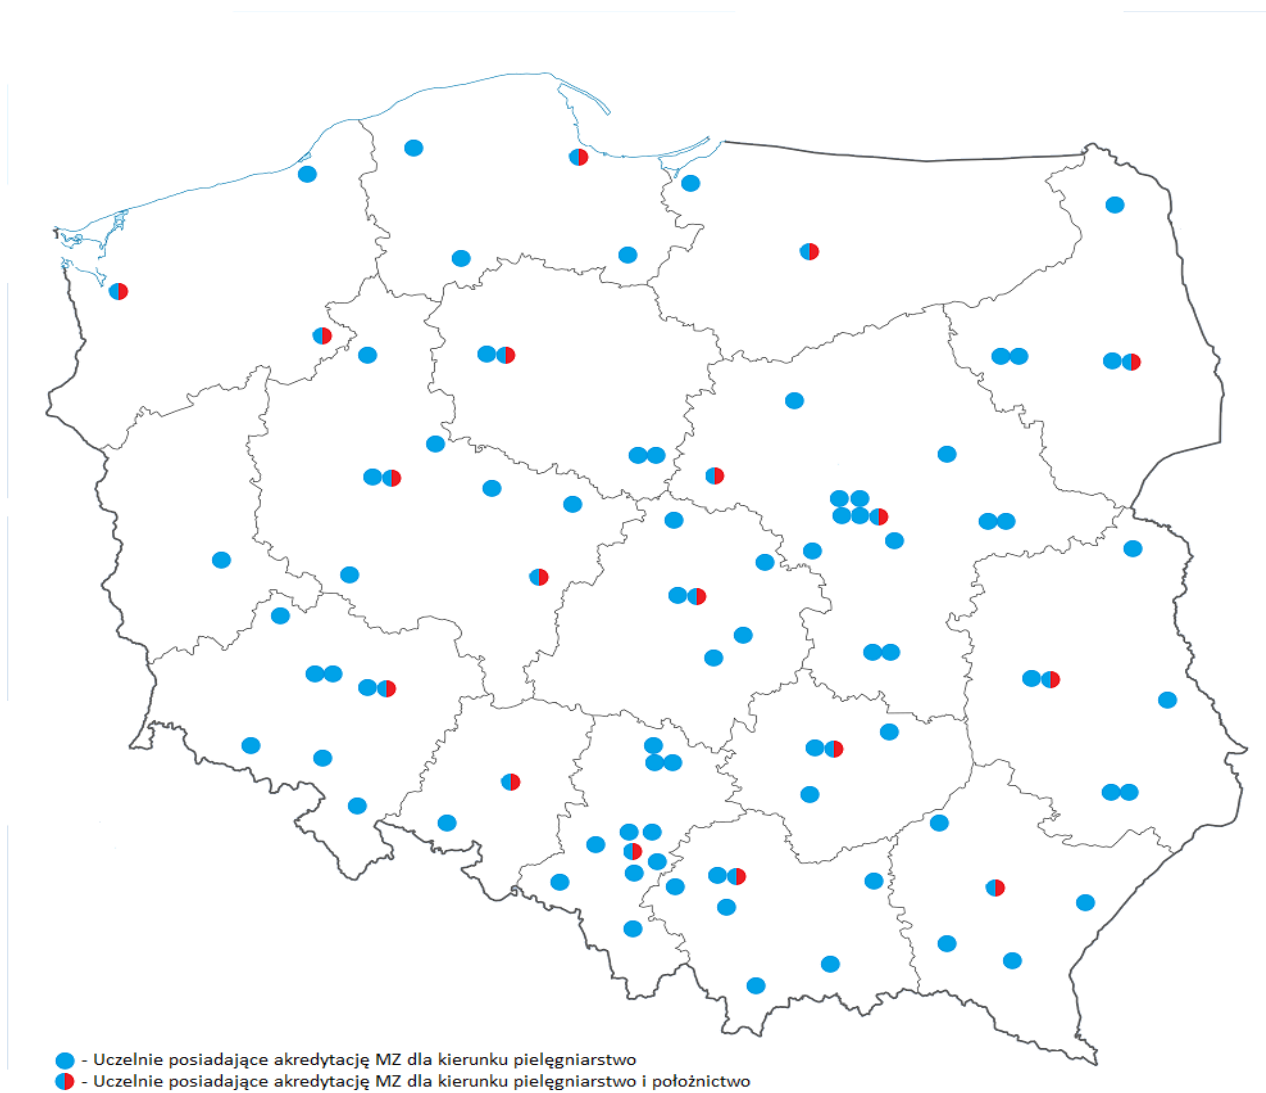 - Uczelnie posiadające akredytację MZ dla kierunku pielęgniarstwo
- Uczelnie posiadające akredytację MZ dla kierunku pielęgniarstwo i położnictwo